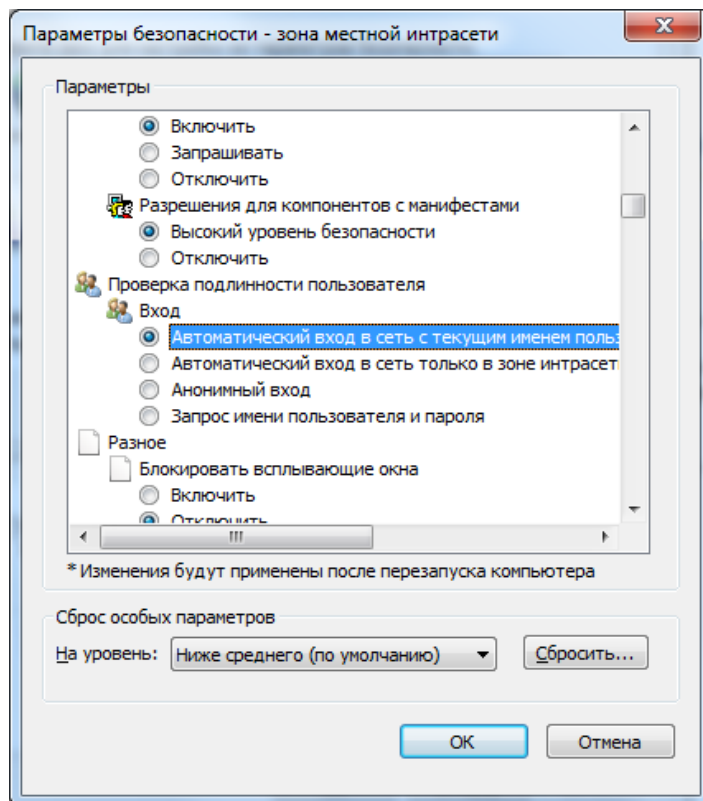 Параметры безопасности - зона местной интрасети
Параметры
Включить
Запрашивать
Отключить
Разрешения для компонентов с манифестами
Высокий уровень безопасности
Отключить
Проверка подлинности пользователя
Вход
Автоматический вход в сеть с текущим именем
Автоматический вход в сеть только в зоне
Анонимный вход
Запрос имени пользователя и пароля
Разное
Блокировать всплывающие окна
Включить
Отключить
* Изменения будут применены после перезапуска компьютера
Сброс особых параметров
На уровень: Ниже среднего (по умолчанию) Сбросить...
ОК Отмена